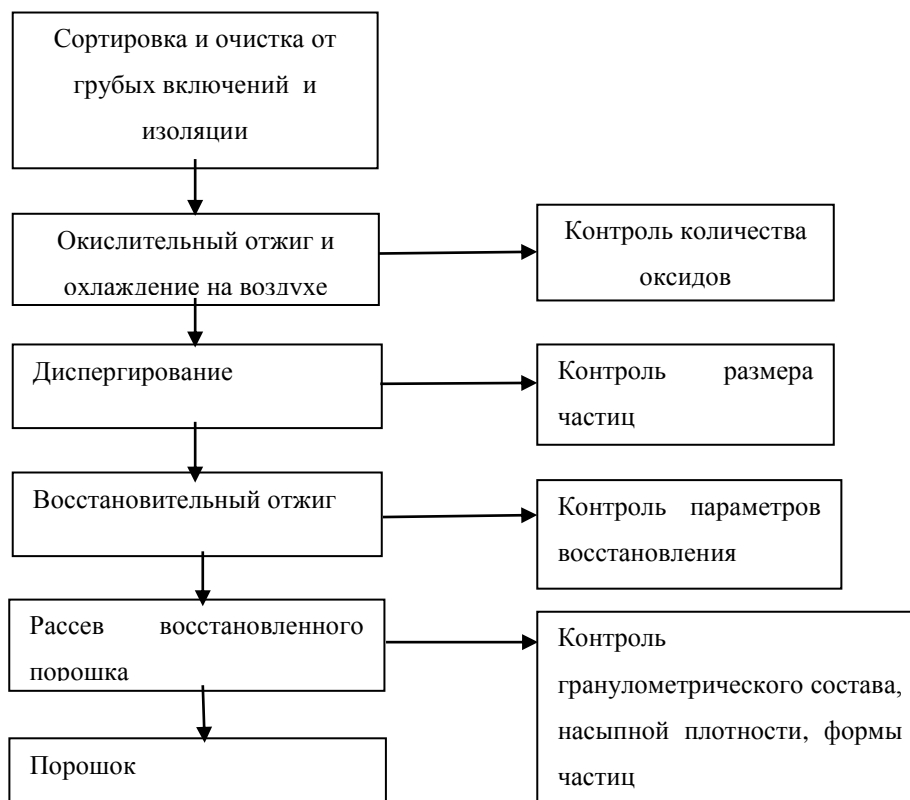 Сортировка и очистка от
грубых включений и
изоляции
Окислительный отжиг и
охлаждение на воздухе
Контроль количества
оксидов
Диспергирование
Контроль размера
частиц
Восстановительный отжиг
Контроль параметров
восстановления
Рассев восстановленного
порошка
Контроль
гранулометрического состава,
насыпной плотности, формы
частиц
Порошок